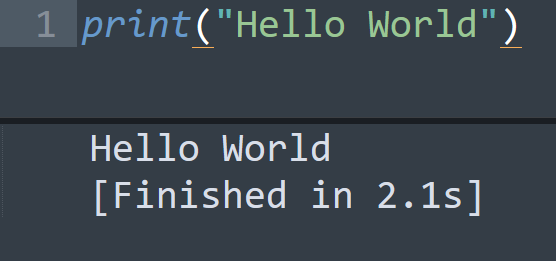 1 print("Hello World")
Hello World
[Finished in 2.1s]